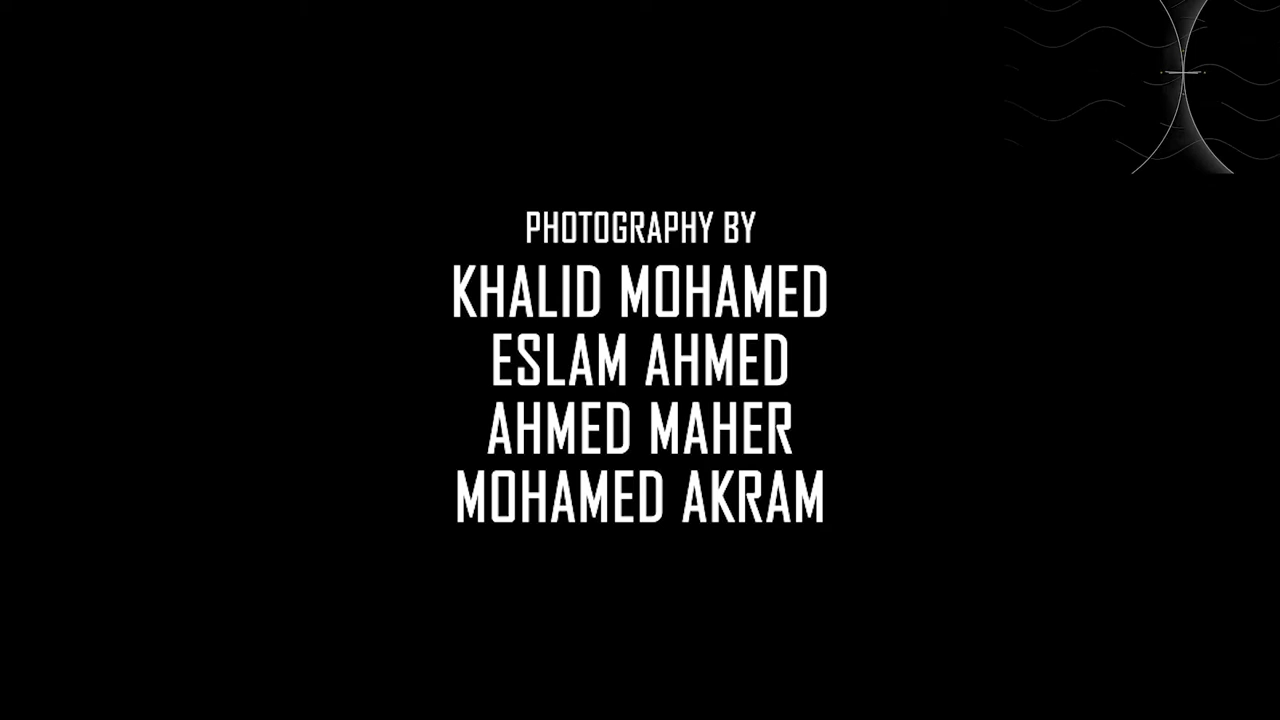 PHOTOGRAPHY BY
KHALID MOHAMED
ESLAM AHMED
AHMED MAHER
MOHAMED AKRAM